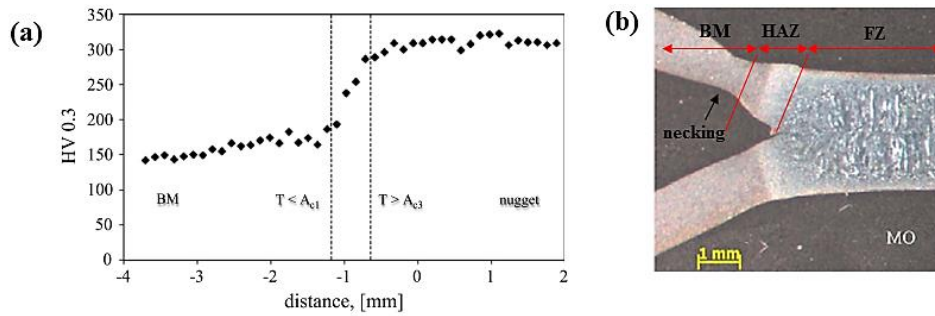 (a)
350
300
250
200
150
100
50
0
HV 0.3
BM
T < Ac1
T > Ac3
nugget
-4
-3
-2
-1
0
1
2
distance, [mm]
(b)
BM
HAZ
FZ
necking
MO
1 mm